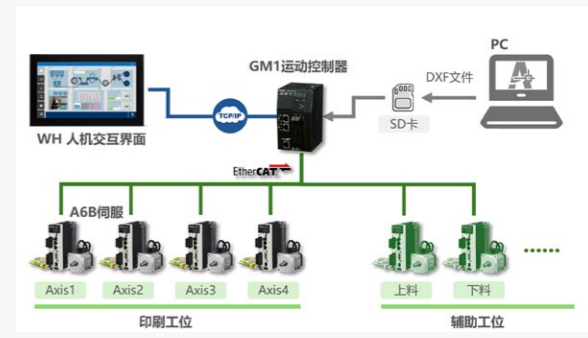 PC
GM1运动控制器
DXF文件
TCP/IP
SD卡
WH 人机交互界面
EtherCAT
A6B伺服
Axis1
Axis2
Axis3
Axis4
上料
下料
......
印刷工位
辅助工位